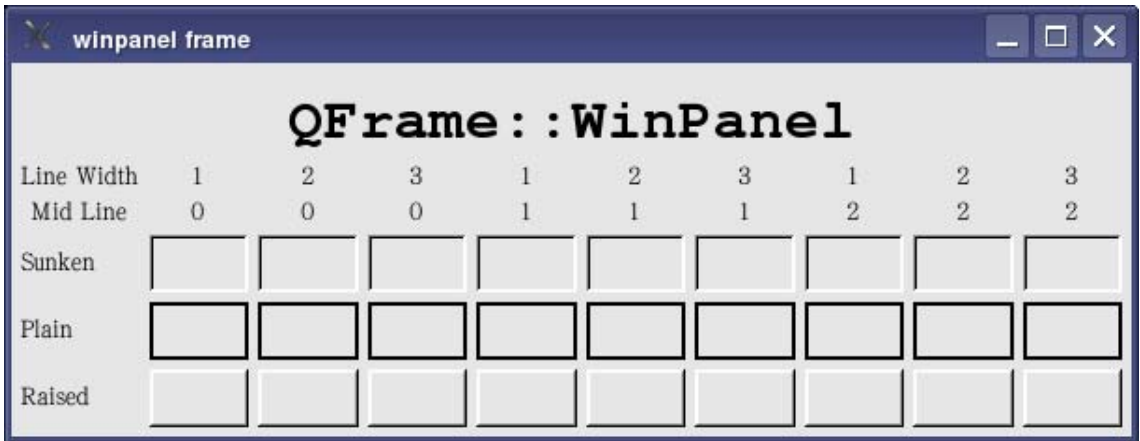 winpanel frame
QFrame::WinPanel
Line Width 1 2 3 1 2 3 1 2 3
Mid Line 0 0 0 1 1 1 2 2 2
Sunken
Plain
Raised